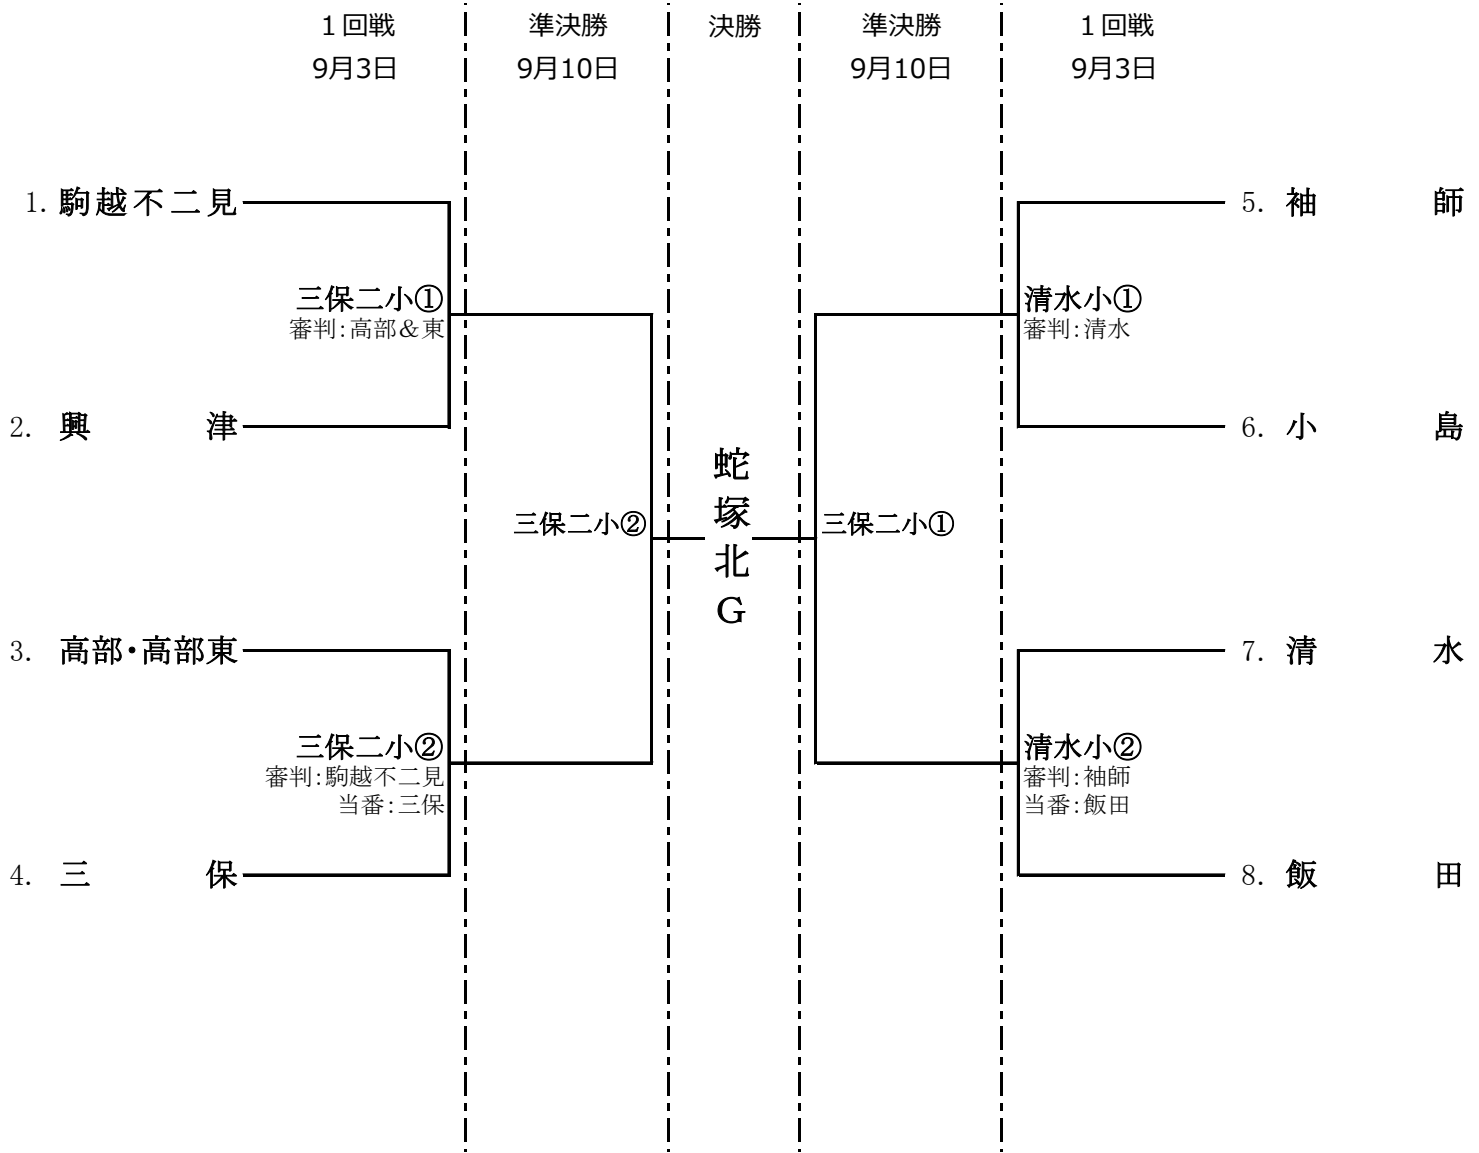 １回戦 準決勝 決勝 準決勝 １回戦
9月3日 9月10日 9月10日 9月3日
1. 駒越不二見
5. 袖師
三保二小①
審判：高部＆東
清水小①
審判：清水
2. 興津
6. 小島
蛇塚北G
三保二小②
三保二小①
3. 高部・高部東
7. 清水
三保二小②
審判：駒越不二見
当番：三保
清水小②
審判：袖師
当番：飯田
4. 三保
8. 飯田